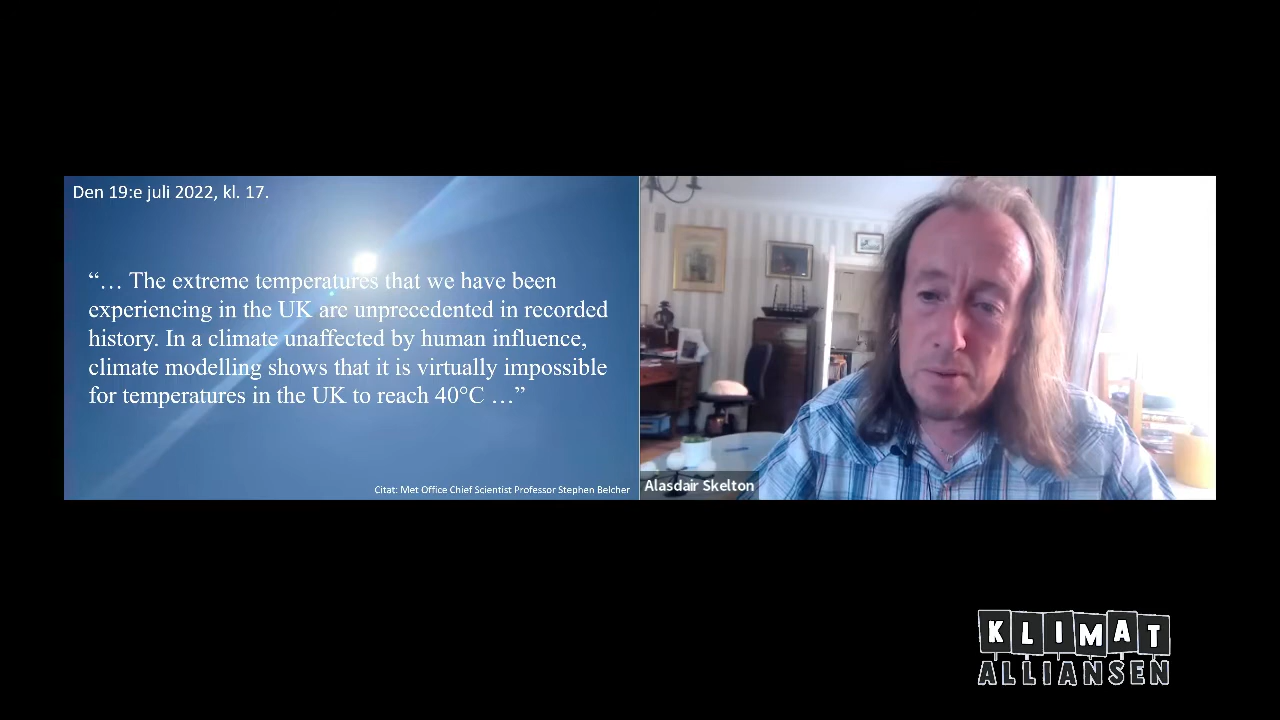 Den 19:e juli 2022, kl. 17.
“… The extreme temperatures that we have been
experiencing in the UK are unprecedented in recorded
history. In a climate unaffected by human influence,
climate modelling shows that it is virtually impossible
for temperatures in the UK to reach 40°C …”
Citat: Met Office Chief Scientist Professor Stephen Belcher
Alasdair Skelton
KLIMAT
ALLIANSEN